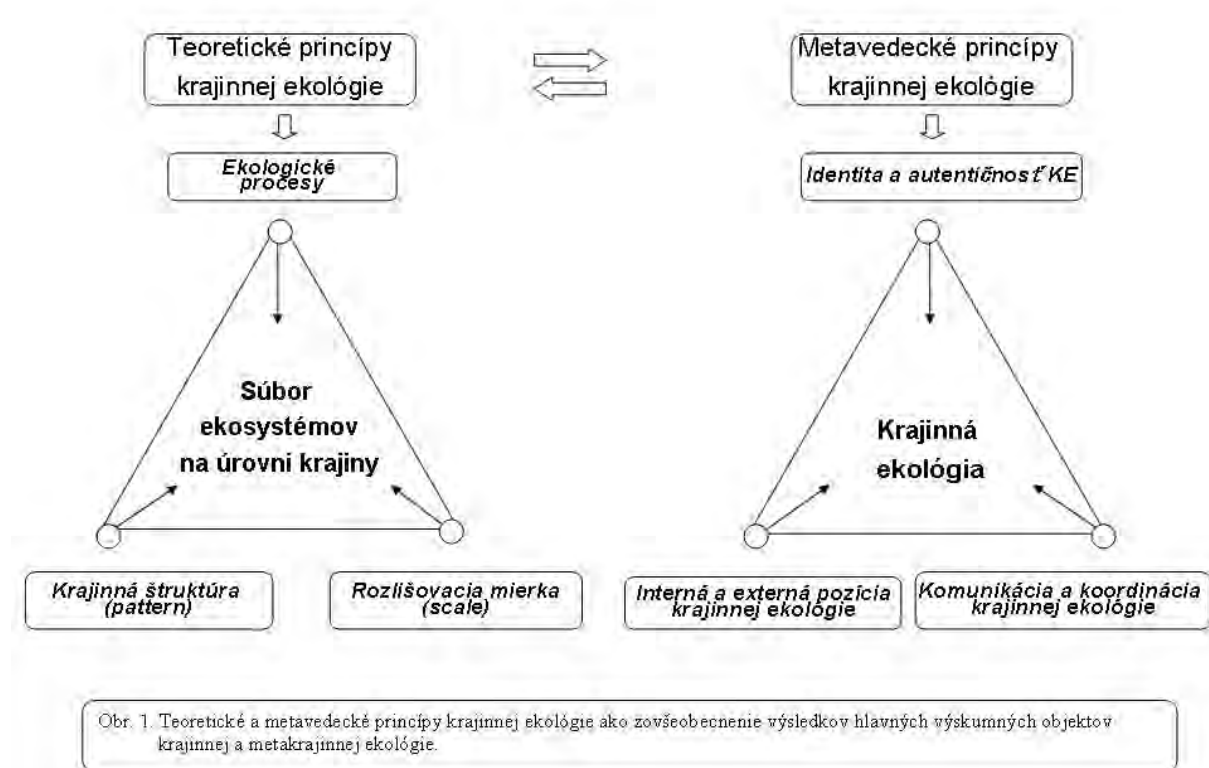 Teoretické princípy
krajinnej ekológie
Metavedecké princípy
krajinnej ekológie
Ekologické
procesy
Identita a autentičnosť KE
Súbor
ekosystémov
na úrovni krajiny
Krajinná
ekológia
Krajinná štruktúra
(pattern)
Rozlišovacia mierka
(scale)
Interná a externá pozícia
krajinnej ekológie
Komunikácia a koordinácia
krajinnej ekológie
Obr. 1. Teoretické a metavedecké princípy krajinnej ekológie ako zovšeobecnenie výsledkov hlavných výskumných objektov
krajinnej a metakrajinnej ekológie.